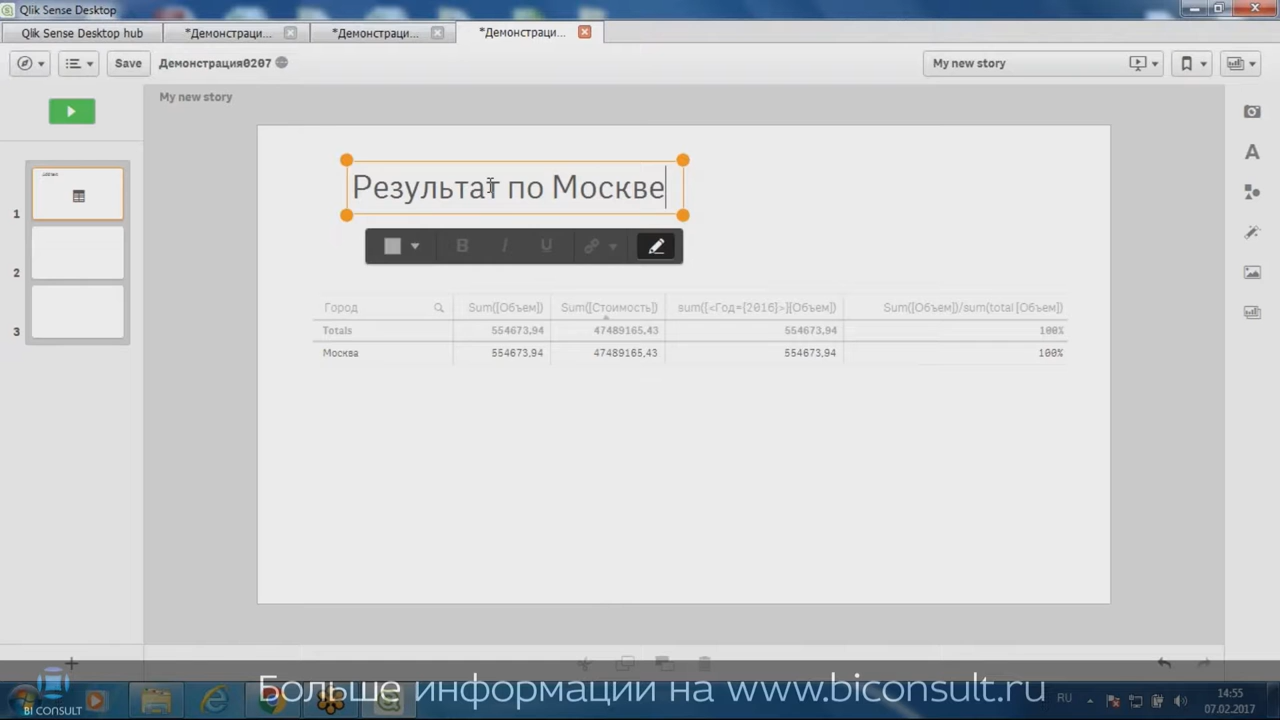 Qlik Sense Desktop
Qlik Sense Desktop hub
*Демонстраци...
*Демонстраци...
*Демонстраци...
Save
Демонстрация0207
My new story
My new story
1
2
3
Результат по Москве
B I U
Город Sum([Объем]) Sum([Стоимость]) sum([<Год={2016}>][Объем]) Sum([Объем])/sum(total [Объем])
Totals 554673,94 47489165,43 554673,94 100%
Москва 554673,94 47489165,43 554673,94 100%
Больше информации на www.biconsult.ru
BI CONSULT
RU
14:55
07.02.2017